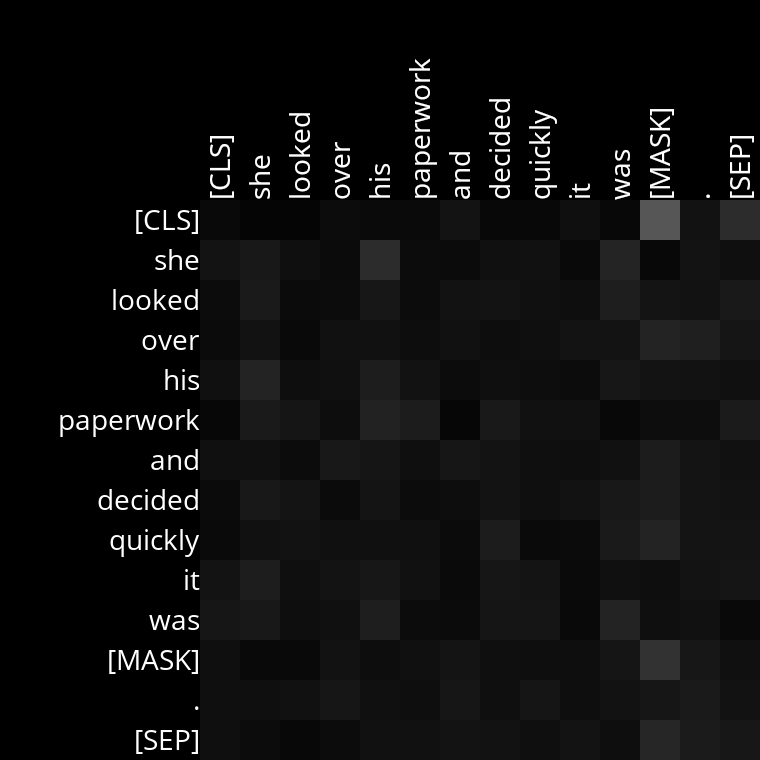 [CLS] she looked over his paperwork and decided quickly it was [MASK] . [SEP]
[CLS]
she
looked
over
his
paperwork
and
decided
quickly
it
was
[MASK]
.
[SEP]